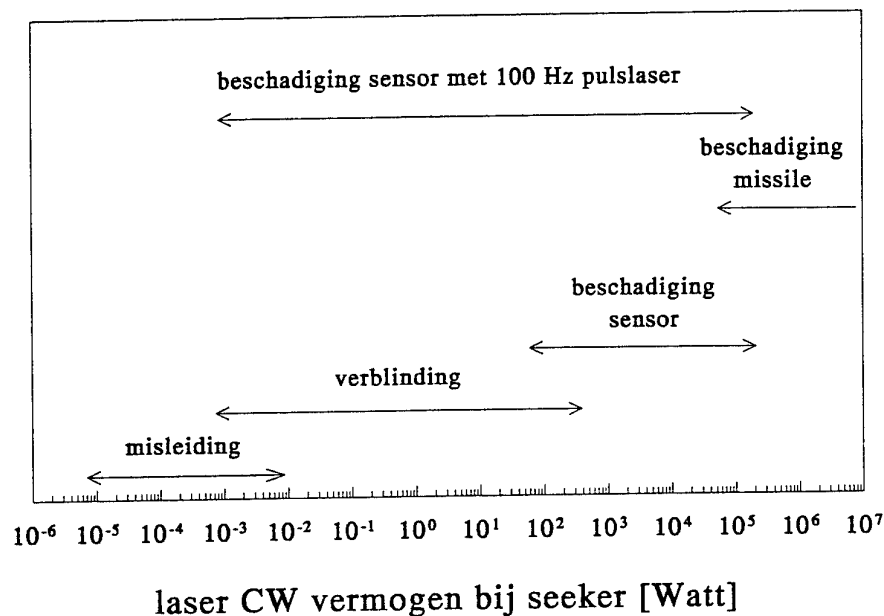 beschadiging sensor met 100 Hz pulslaser
beschadiging
missile
beschadiging
sensor
verblinding
misleiding
10⁻⁶ 10⁻⁵ 10⁻⁴ 10⁻³ 10⁻² 10⁻¹ 10⁰ 10¹ 10² 10³ 10⁴ 10⁵ 10⁶ 10⁷
laser CW vermogen bij seeker [Watt]